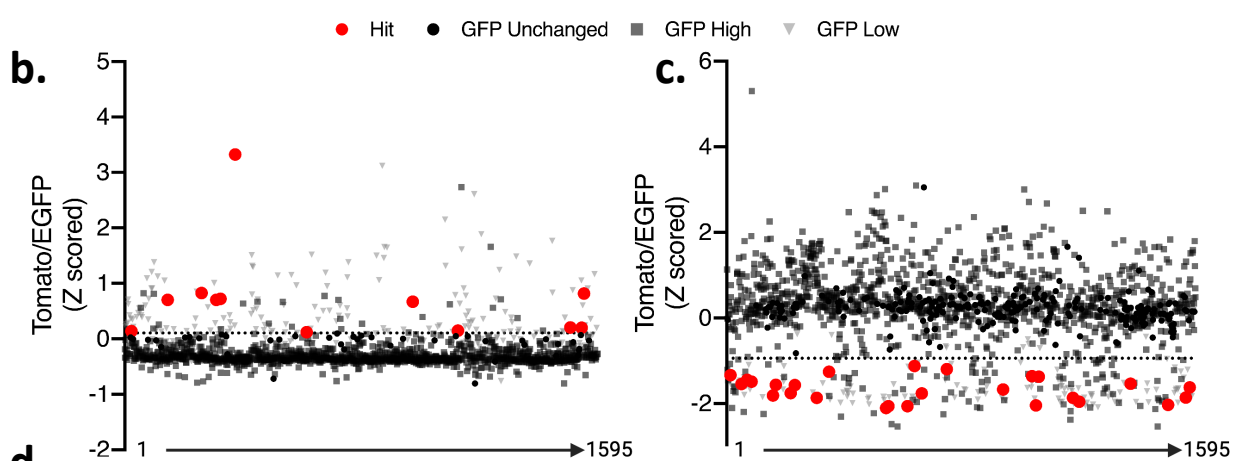 Hit GFP Unchanged GFP High GFP Low
b.
5
4
3
2
1
0
-1
-2
Tomato/EGFP
(Z scored)
1 1595
c.
6
4
2
0
-2
Tomato/EGFP
(Z scored)
1 1595
d.